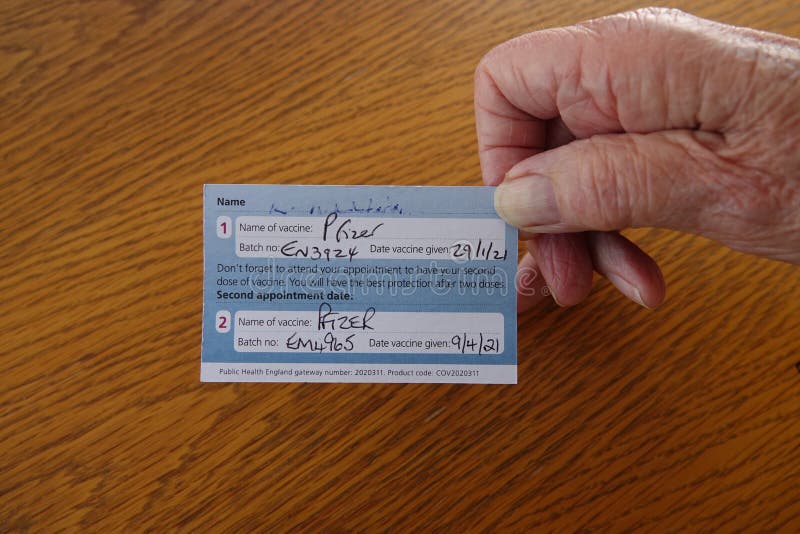 Name
1 Name of vaccine: Pfizer
Batch no: EN3924 Date vaccine given: 29/1/21
Don't forget to attend your appointment to have your second
dose of vaccine. You will have the best protection after two doses.
Second appointment date:
2 Name of vaccine: PFIZER
Batch no: EM4965 Date vaccine given: 9/4/21
Public Health England gateway number: 2020311. Product code: COV2020311
dreamstime